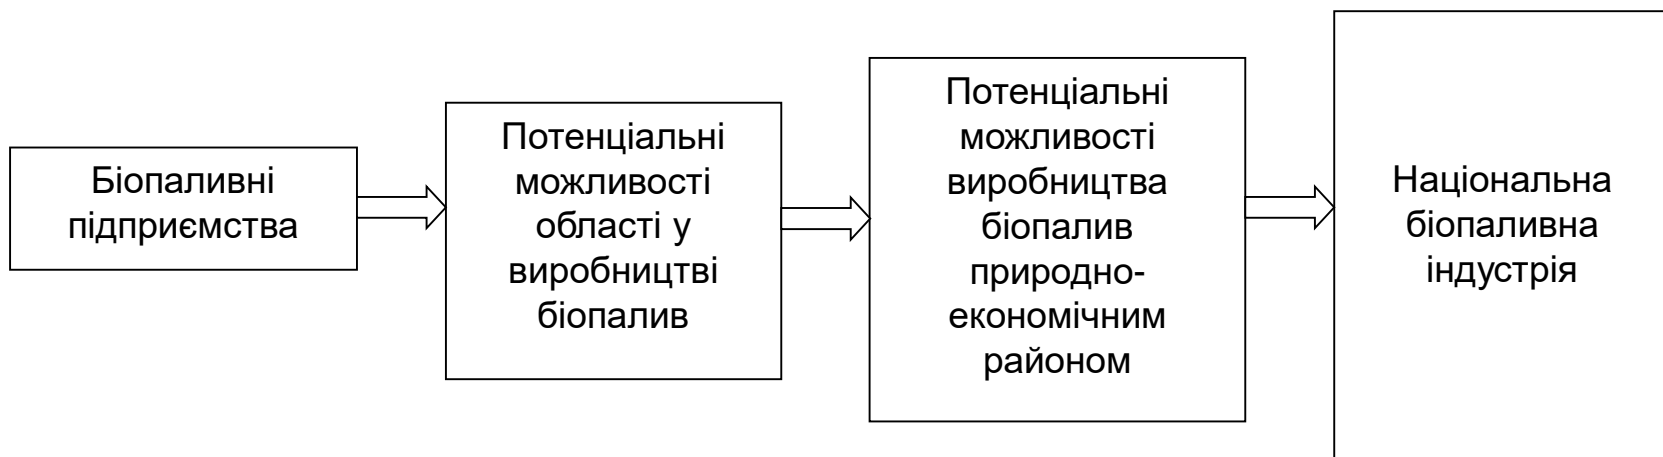 Біопаливні
підприємства
Потенціальні
можливості
області у
виробництві
біопалив
Потенціальні
можливості
виробництва
біопалив
природно-
економічним
районом
Національна
біопаливна
індустрія